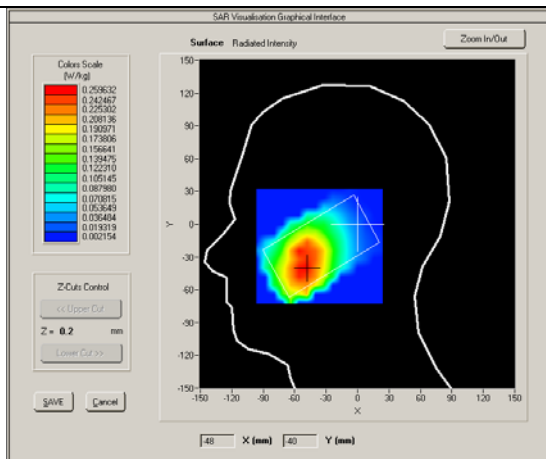 SAR Visualisation Graphical Interface
Surface Radiated Intensity
Zoom In/Out
Colors Scale
(W/kg)
0.259632
0.242467
0.225302
0.208136
0.190971
0.173806
0.156641
0.139475
0.122310
0.105145
0.087980
0.070815
0.053649
0.036484
0.019319
0.002154
Z-Cuts Control
<< Upper Cut
Z = 0.2 mm
Lower Cut >>
SAVE Cancel
150-
120-
90-
60-
30-
0-
-30-
-60-
-90-
-120-
-150-
Y
-150 -120 -90 -60 -30 0 30 60 90 120 150
X
-48 X (mm) -40 Y (mm)